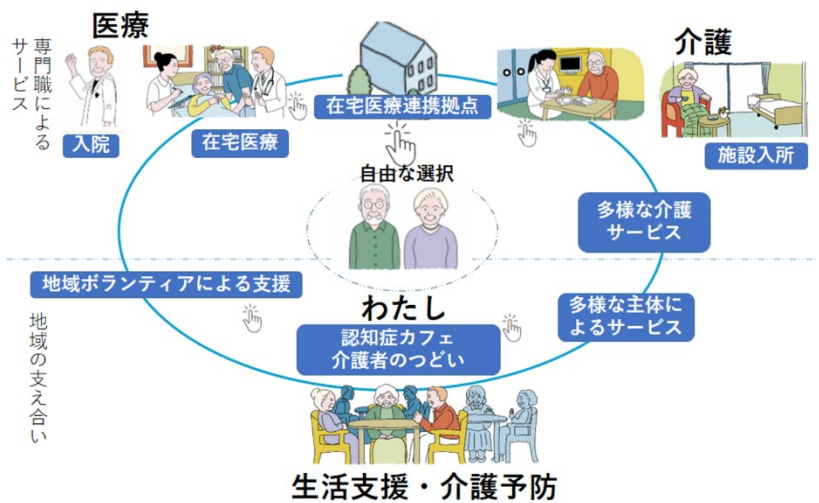 医療
介護
専門職による
サービス
在宅医療連携拠点
入院
在宅医療
施設入所
自由な選択
多様な介護
サービス
地域ボランティアによる支援
わたし
多様な主体に
よるサービス
地域の支え合い
認知症カフェ
介護者のつどい
生活支援・介護予防